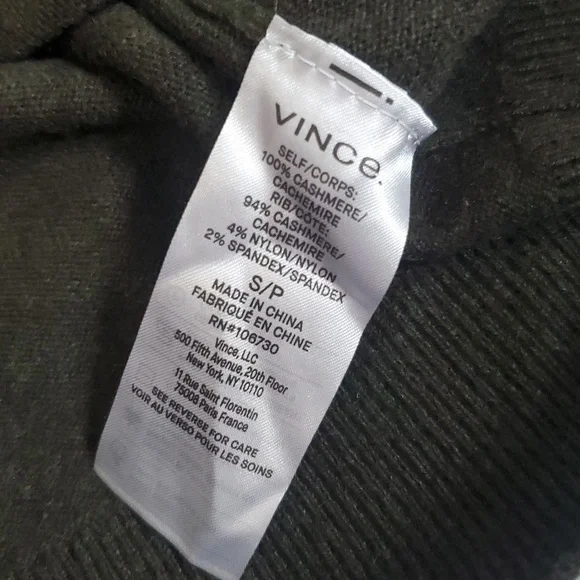 VINCe.
SELF/CORPS:
100% CASHMERE/
CACHEMIRE
RIB/CÔTE:
94% CASHMERE/
CACHEMIRE
4% NYLON/NYLON
2% SPANDEX/SPANDEX
S/P
MADE IN CHINA
FABRIQUÉ EN CHINE
RN#106730
Vince, LLC
500 Fifth Avenue, 20th Floor
New York, NY 10110
11 Rue Saint Florentin
75008 Paris France
SEE REVERSE FOR CARE
VOIR AU VERSO POUR LES SOINS